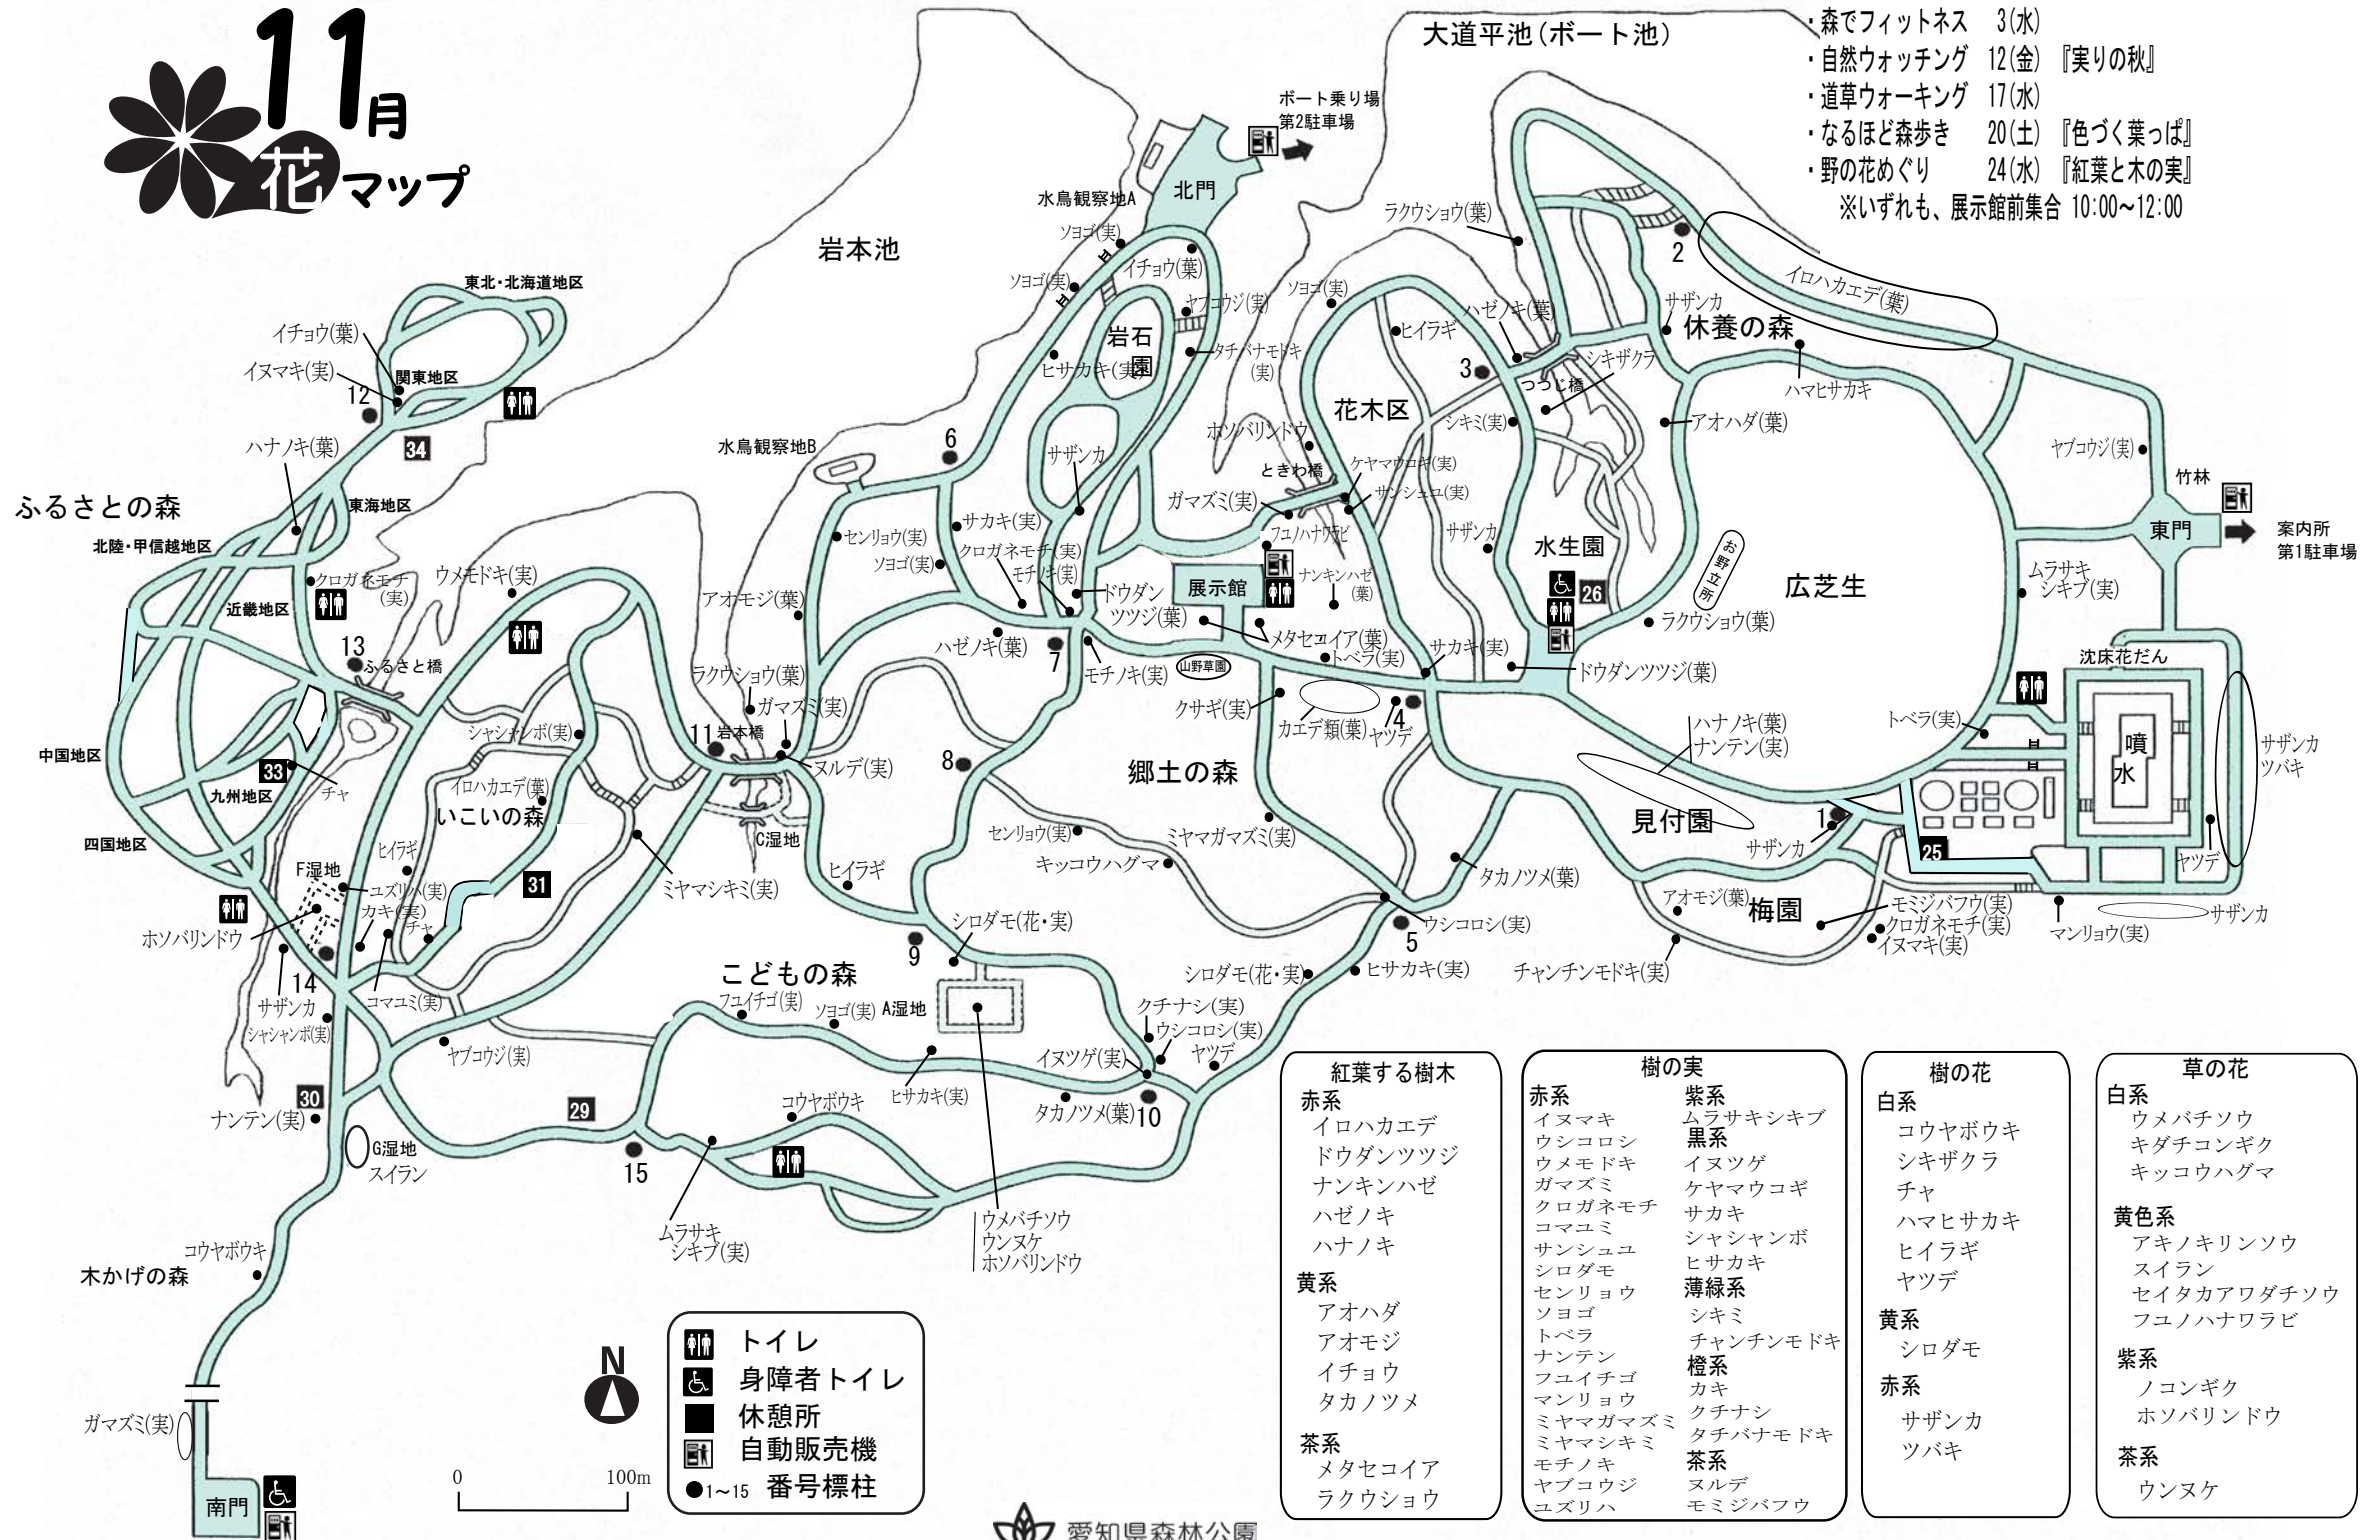 11月
花マップ
大道平池(ボート池)
・森でフィットネス 3(水)
・自然ウォッチング 12(金) 『実りの秋』
・道草ウォーキング 17(水)
・なるほど森歩き 20(土) 『色づく葉っぱ』
・野の花めぐり 24(水) 『紅葉と木の実』
※いずれも、展示館前集合 10:00～12:00
ボート乗り場
第2駐車場
北門
水鳥観察地A
ソヨゴ(実)
イチョウ(葉)
ソヨゴ(実)
ヤブコウジ(実)
岩石園
タチバナモドキ
(実)
ヒサカキ(実)
岩本池
水鳥観察地B
6
サザンカ
ラクウショウ(葉)
ソヨゴ(実)
ヒイラギ
ハゼノキ(葉)
3
つつじ橋
シキザクラ
花木区
シキミ(実)
ホソバリンドウ
ときわ橋
ケヤマウコギ(実)
サンシュユ(実)
ガマズミ(実)
フユノハナワラビ
2
イロハカエデ(葉)
サザンカ
休養の森
ハマヒサカキ
アオハダ(葉)
ヤブコウジ(実)
竹林
東門
案内所
第1駐車場
サザンカ
水生園
26
お野立所
広芝生
ラクウショウ(葉)
ムラサキ
シキブ(実)
東北・北海道地区
イチョウ(葉)
イヌマキ(実)
関東地区
12
34
ハナノキ(葉)
東海地区
ふるさとの森
北陸・甲信越地区
クロガネモチ
(実)
近畿地区
13
ふるさと橋
ウメモドキ(実)
センリョウ(実)
サカキ(実)
クロガネモチ(実)
ソヨゴ(実)
モチノキ(実)
ドウダン
ツツジ(葉)
アオモジ(葉)
ハゼノキ(葉)
7
モチノキ(実)
展示館
ナンキンハゼ
(葉)
メタセコイア(葉)
トベラ(実)
山野草園
サカキ(実)
ドウダンツツジ(葉)
クサギ(実)
カエデ類(葉)
ヤツデ
4
沈床花だん
噴水
トベラ(実)
サザンカ
ツバキ
ヤツデ
ハナノキ(葉)
ナンテン(実)
見付園
1
サザンカ
25
マンリョウ(実)
サザンカ
中国地区
33
九州地区
チャ
四国地区
シャシャンボ(実)
イロハカエデ(葉)
いこいの森
ラクウショウ(葉)
ガマズミ(実)
11
岩本橋
ヌルデ(実)
C湿地
8
郷土の森
センリョウ(実)
ミヤマガマズミ(実)
キッコウハグマ
タカノツメ(葉)
ウシコロシ(実)
5
アオモジ(葉)
梅園
モミジバフウ(実)
クロガネモチ(実)
イヌマキ(実)
チャンチンモドキ(実)
ヒイラギ
F湿地
ユズリハ(実)
カキ(実)
チャ
31
ミヤマシキミ(実)
ヒイラギ
ホソバリンドウ
14
サザンカ
シャシャンボ(実)
コマユミ(実)
9
シロダモ(花・実)
シロダモ(花・実)
ヒサカキ(実)
こどもの森
フユイチゴ(実)
ソヨゴ(実)
A湿地
クチナシ(実)
ウシコロシ(実)
ヤツデ
イヌツゲ(実)
ヤブコウジ(実)
30
ナンテン(実)
29
コウヤボウキ
ヒサカキ(実)
タカノツメ(葉)
10
G湿地
スイラン
15
ムラサキ
シキブ(実)
ウメバチソウ
ウンヌケ
ホソバリンドウ
コウヤボウキ
木かげの森
ガマズミ(実)
南門
N
0 100m
トイレ
身障者トイレ
休憩所
自動販売機
1～15 番号標柱
愛知県森林公園
紅葉する樹木
赤系
イロハカエデ
ドウダンツツジ
ナンキンハゼ
ハゼノキ
ハナノキ
黄系
アオハダ
アオモジ
イチョウ
タカノツメ
茶系
メタセコイア
ラクウショウ
樹の実
赤系
イヌマキ
ウシコロシ
ウメモドキ
ガマズミ
クロガネモチ
コマユミ
サンシュユ
シロダモ
センリョウ
ソヨゴ
トベラ
ナンテン
フユイチゴ
マンリョウ
ミヤマガマズミ
ミヤマシキミ
モチノキ
ヤブコウジ
ユズリハ
紫系
ムラサキシキブ
黒系
イヌツゲ
ケヤマウコギ
サカキ
シャシャンボ
ヒサカキ
薄緑系
シキミ
チャンチンモドキ
橙系
カキ
クチナシ
タチバナモドキ
茶系
ヌルデ
モミジバフウ
樹の花
白系
コウヤボウキ
シキザクラ
チャ
ハマヒサカキ
ヒイラギ
ヤツデ
黄系
シロダモ
赤系
サザンカ
ツバキ
草の花
白系
ウメバチソウ
キダチコンギク
キッコウハグマ
黄色系
アキノキリンソウ
スイラン
セイタカアワダチソウ
フユノハナワラビ
紫系
ノコンギク
ホソバリンドウ
茶系
ウンヌケ